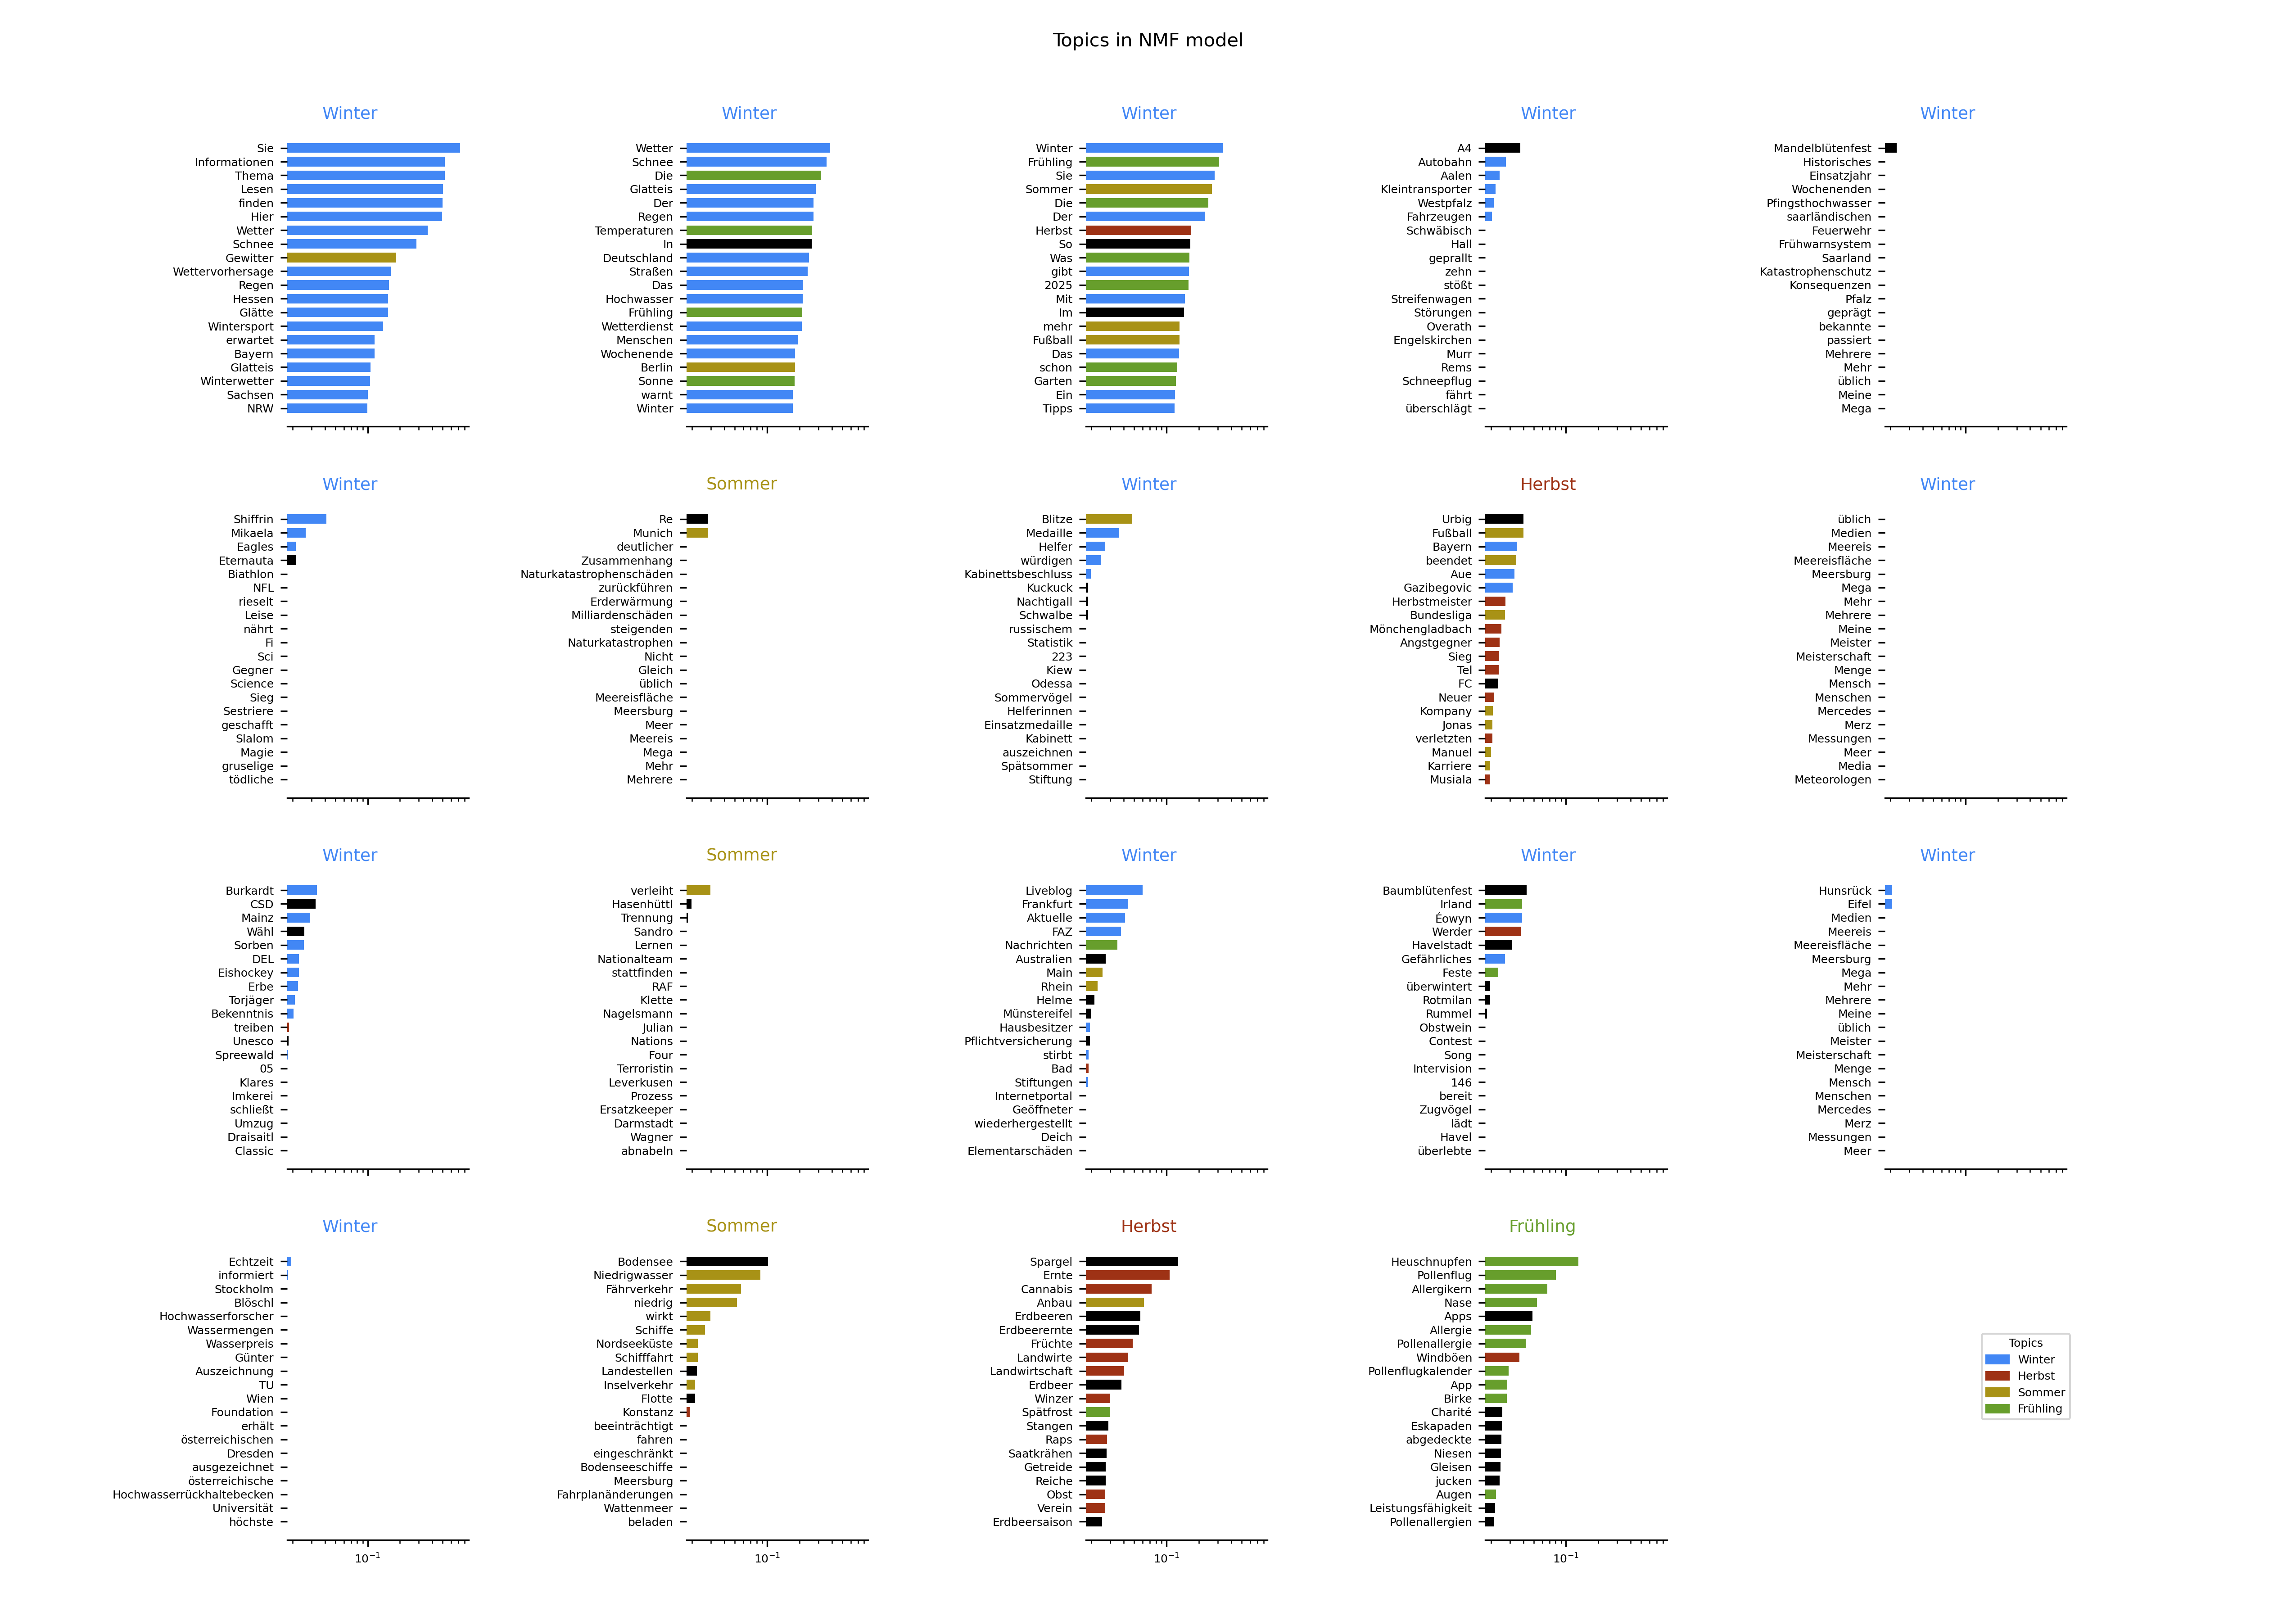 Topics in NMF model
Winter
Sie
Informationen
Thema
Lesen
finden
Hier
Wetter
Schnee
Gewitter
Wettervorhersage
Regen
Hessen
Glätte
Wintersport
erwartet
Bayern
Glatteis
Winterwetter
Sachsen
NRW
Winter
Wetter
Schnee
Die
Glatteis
Der
Regen
Temperaturen
In
Deutschland
Straßen
Das
Hochwasser
Frühling
Wetterdienst
Menschen
Wochenende
Berlin
Sonne
warnt
Winter
Winter
Winter
Frühling
Sie
Sommer
Die
Der
Herbst
So
Was
gibt
2025
Mit
Im
mehr
Fußball
Das
schon
Garten
Ein
Tipps
Winter
A4
Autobahn
Aalen
Kleintransporter
Westpfalz
Fahrzeugen
Schwäbisch
Hall
geprallt
zehn
stößt
Streifenwagen
Störungen
Overath
Engelskirchen
Murr
Rems
Schneepflug
fährt
überschlägt
Winter
Mandelblütenfest
Historisches
Einsatzjahr
Wochenenden
Pfingsthochwasser
saarländischen
Feuerwehr
Frühwarnsystem
Saarland
Katastrophenschutz
Konsequenzen
Pfalz
geprägt
bekannte
passiert
Mehrere
Mehr
üblich
Meine
Mega
Winter
Shiffrin
Mikaela
Eagles
Eternauta
Biathlon
NFL
rieselt
Leise
nährt
Fi
Sci
Gegner
Science
Sieg
Sestriere
geschafft
Slalom
Magie
gruselige
tödliche
Sommer
Re
Munich
deutlicher
Zusammenhang
Naturkatastrophenschäden
zurückführen
Erderwärmung
Milliardenschäden
steigenden
Naturkatastrophen
Nicht
Gleich
üblich
Meereisfläche
Meersburg
Meer
Meereis
Mega
Mehr
Mehrere
Winter
Blitze
Medaille
Helfer
würdigen
Kabinettsbeschluss
Kuckuck
Nachtigall
Schwalbe
russischem
Statistik
223
Kiew
Odessa
Sommervögel
Helferinnen
Einsatzmedaille
Kabinett
auszeichnen
Spätsommer
Stiftung
Herbst
Urbig
Fußball
Bayern
beendet
Aue
Gazibegovic
Herbstmeister
Bundesliga
Mönchengladbach
Angstgegner
Sieg
Tel
FC
Neuer
Kompany
Jonas
verletzten
Manuel
Karriere
Musiala
Winter
üblich
Medien
Meereis
Meereisfläche
Meersburg
Mega
Mehr
Mehrere
Meine
Meister
Meisterschaft
Menge
Mensch
Menschen
Mercedes
Merz
Messungen
Meer
Media
Meteorologen
Winter
Burkardt
CSD
Mainz
Wähl
Sorben
DEL
Eishockey
Erbe
Torjäger
Bekenntnis
treiben
Unesco
Spreewald
05
Klares
Imkerei
schließt
Umzug
Draisaitl
Classic
Sommer
verleiht
Hasenhüttl
Trennung
Sandro
Lernen
Nationalteam
stattfinden
RAF
Klette
Nagelsmann
Julian
Nations
Four
Terroristin
Leverkusen
Prozess
Ersatzkeeper
Darmstadt
Wagner
abnabeln
Winter
Liveblog
Frankfurt
Aktuelle
FAZ
Nachrichten
Australien
Main
Rhein
Helme
Münstereifel
Hausbesitzer
Pflichtversicherung
stirbt
Bad
Stiftungen
Internetportal
Geöffneter
wiederhergestellt
Deich
Elementarschäden
Winter
Baumblütenfest
Irland
Éowyn
Werder
Havelstadt
Gefährliches
Feste
überwintert
Rotmilan
Rummel
Obstwein
Contest
Song
Intervision
146
bereit
Zugvögel
lädt
Havel
überlebte
Winter
Hunsrück
Eifel
Medien
Meereis
Meereisfläche
Meersburg
Mega
Mehr
Mehrere
Meine
üblich
Meister
Meisterschaft
Menge
Mensch
Menschen
Mercedes
Merz
Messungen
Meer
Winter
Echtzeit
informiert
Stockholm
Blöschl
Hochwasserforscher
Wassermengen
Wasserpreis
Günter
Auszeichnung
TU
Wien
Foundation
erhält
österreichischen
Dresden
ausgezeichnet
österreichische
Hochwasserrückhaltebecken
Universität
höchste
10⁻¹
Sommer
Bodensee
Niedrigwasser
Fährverkehr
niedrig
wirkt
Schiffe
Nordseeküste
Schifffahrt
Landestellen
Inselverkehr
Flotte
Konstanz
beeinträchtigt
fahren
eingeschränkt
Bodenseeschiffe
Meersburg
Fahrplanänderungen
Wattenmeer
beladen
10⁻¹
Herbst
Spargel
Ernte
Cannabis
Anbau
Erdbeeren
Erdbeerernte
Früchte
Landwirte
Landwirtschaft
Erdbeer
Winzer
Spätfrost
Stangen
Raps
Saatkrähen
Getreide
Reiche
Obst
Verein
Erdbeersaison
10⁻¹
Frühling
Heuschnupfen
Pollenflug
Allergikern
Nase
Apps
Allergie
Pollenallergie
Windböen
Pollenflugkalender
App
Birke
Charité
Eskapaden
abgedeckte
Niesen
Gleisen
jucken
Augen
Leistungsfähigkeit
Pollenallergien
10⁻¹
Topics
Winter
Herbst
Sommer
Frühling